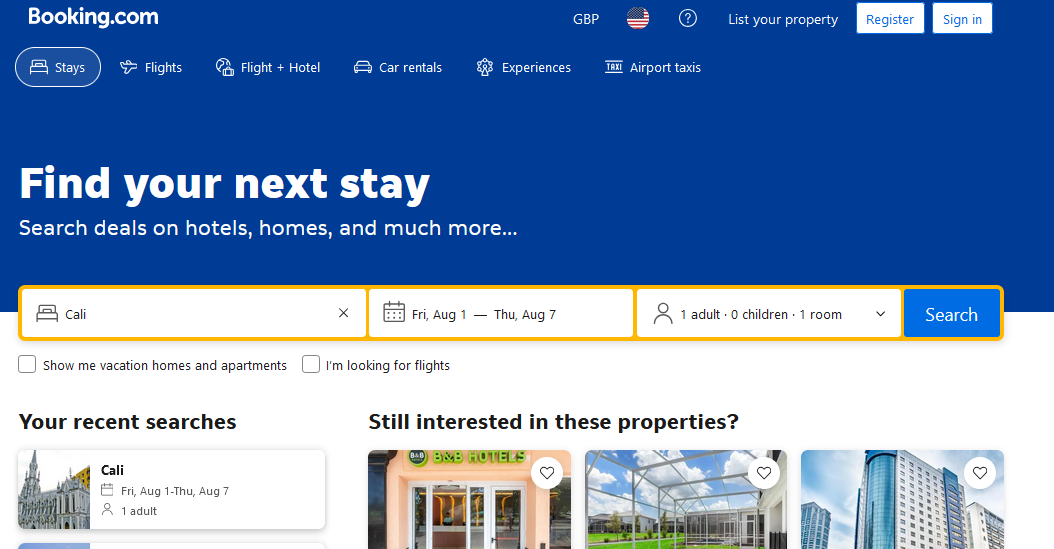 Booking.com
GBP
List your property
Register
Sign in
Stays
Flights
Flight + Hotel
Car rentals
Experiences
TAXI Airport taxis
Find your next stay
Search deals on hotels, homes, and much more...
Cali
Fri, Aug 1 — Thu, Aug 7
1 adult · 0 children · 1 room
Search
Show me vacation homes and apartments
I'm looking for flights
Your recent searches
Still interested in these properties?
Cali
Fri, Aug 1-Thu, Aug 7
1 adult
B&B B&B HOTELS